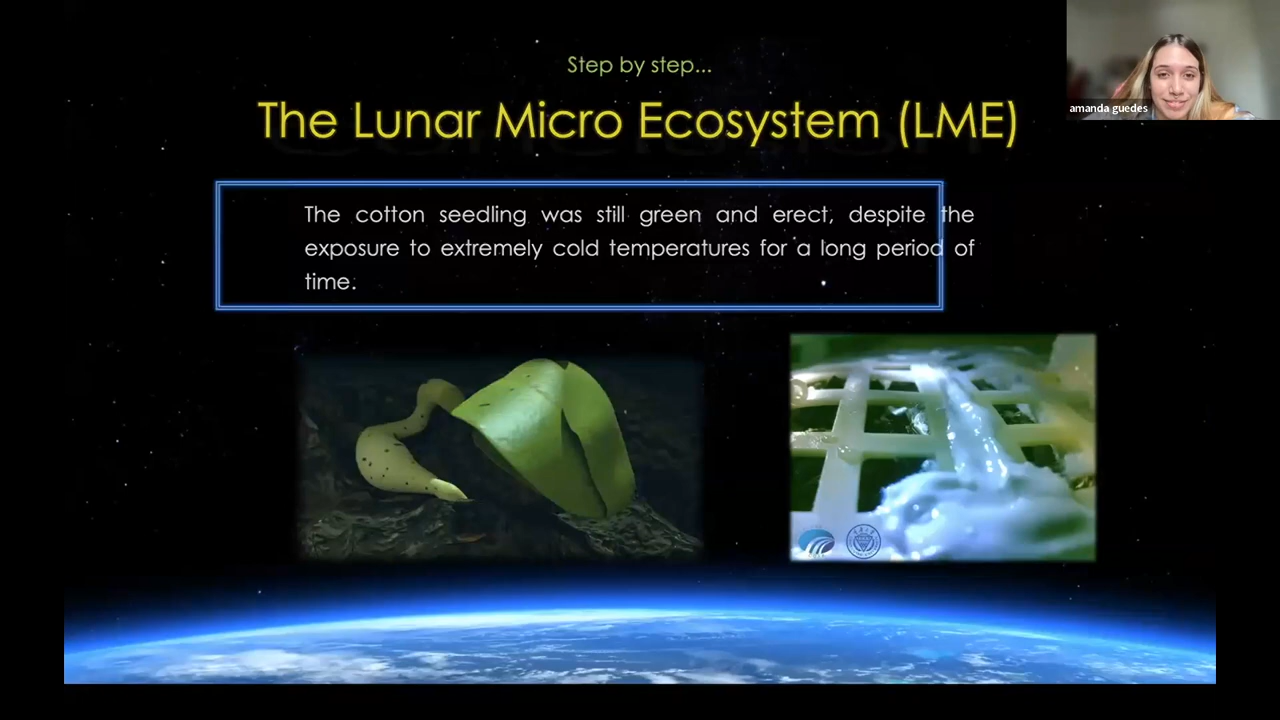 Step by step...
The Lunar Micro Ecosystem (LME)
amanda guedes
The cotton seedling was still green and erect, despite the
exposure to extremely cold temperatures for a long period of
time.